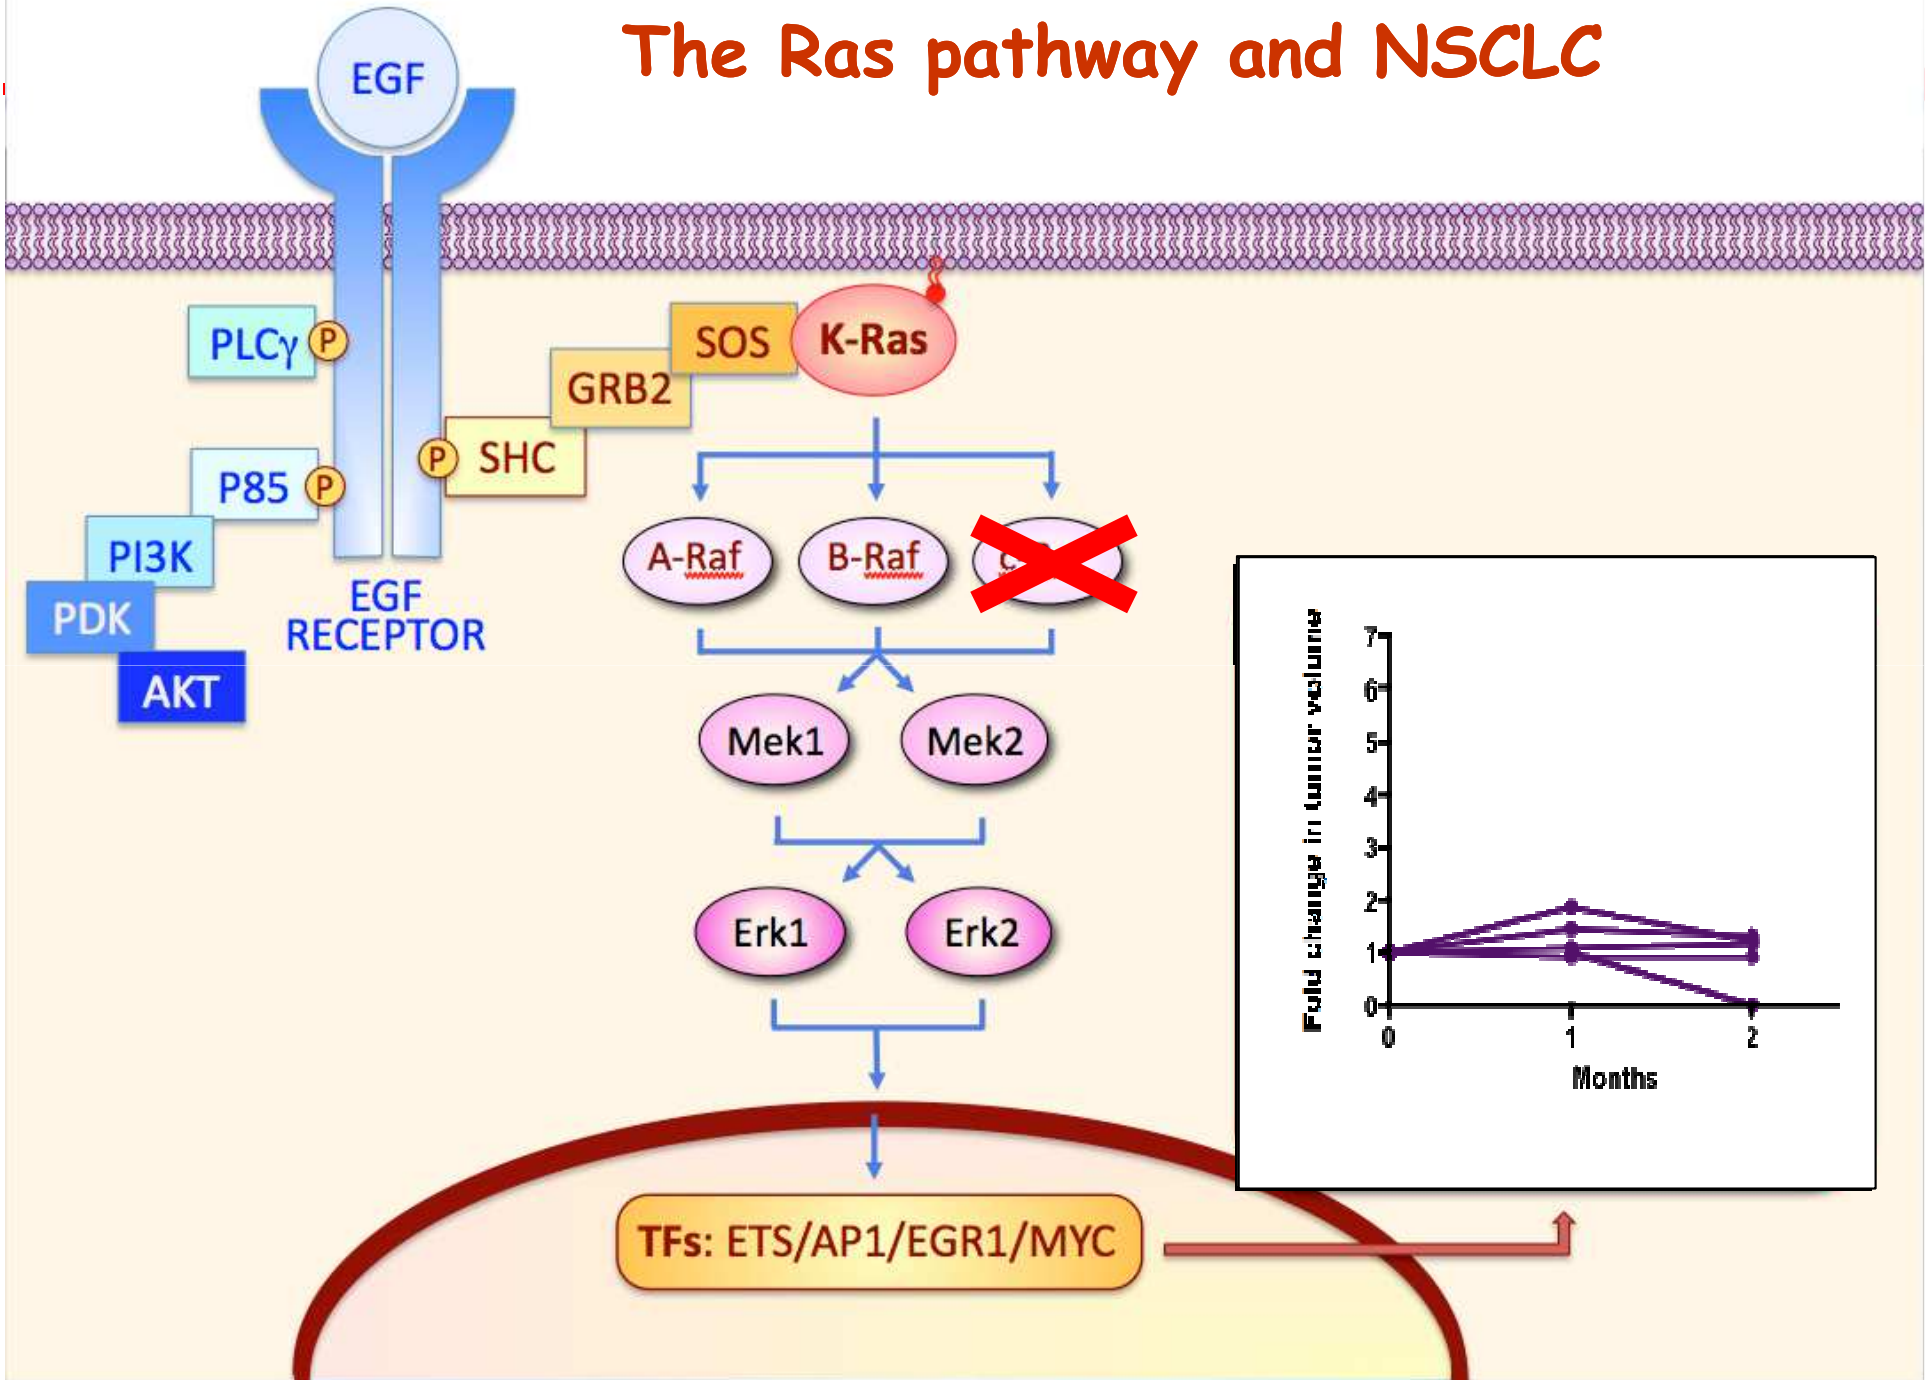 The Ras pathway and NSCLC
EGF
PLCγ
P
SOS
K-Ras
GRB2
P
SHC
P85
P
PI3K
PDK
AKT
EGF
RECEPTOR
A-Raf
B-Raf
Mek1
Mek2
Erk1
Erk2
TFs: ETS/AP1/EGR1/MYC
Fold change in tumor volume
7
6
5
4
3
2
1
0
0
1
2
Months